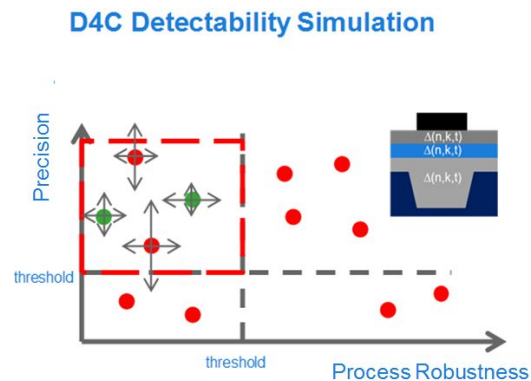 D4C Detectability Simulation
Precision
Δ(n,k,t)
Δ(n,k,t)
Δ(n,k,t)
threshold
threshold
Process Robustness